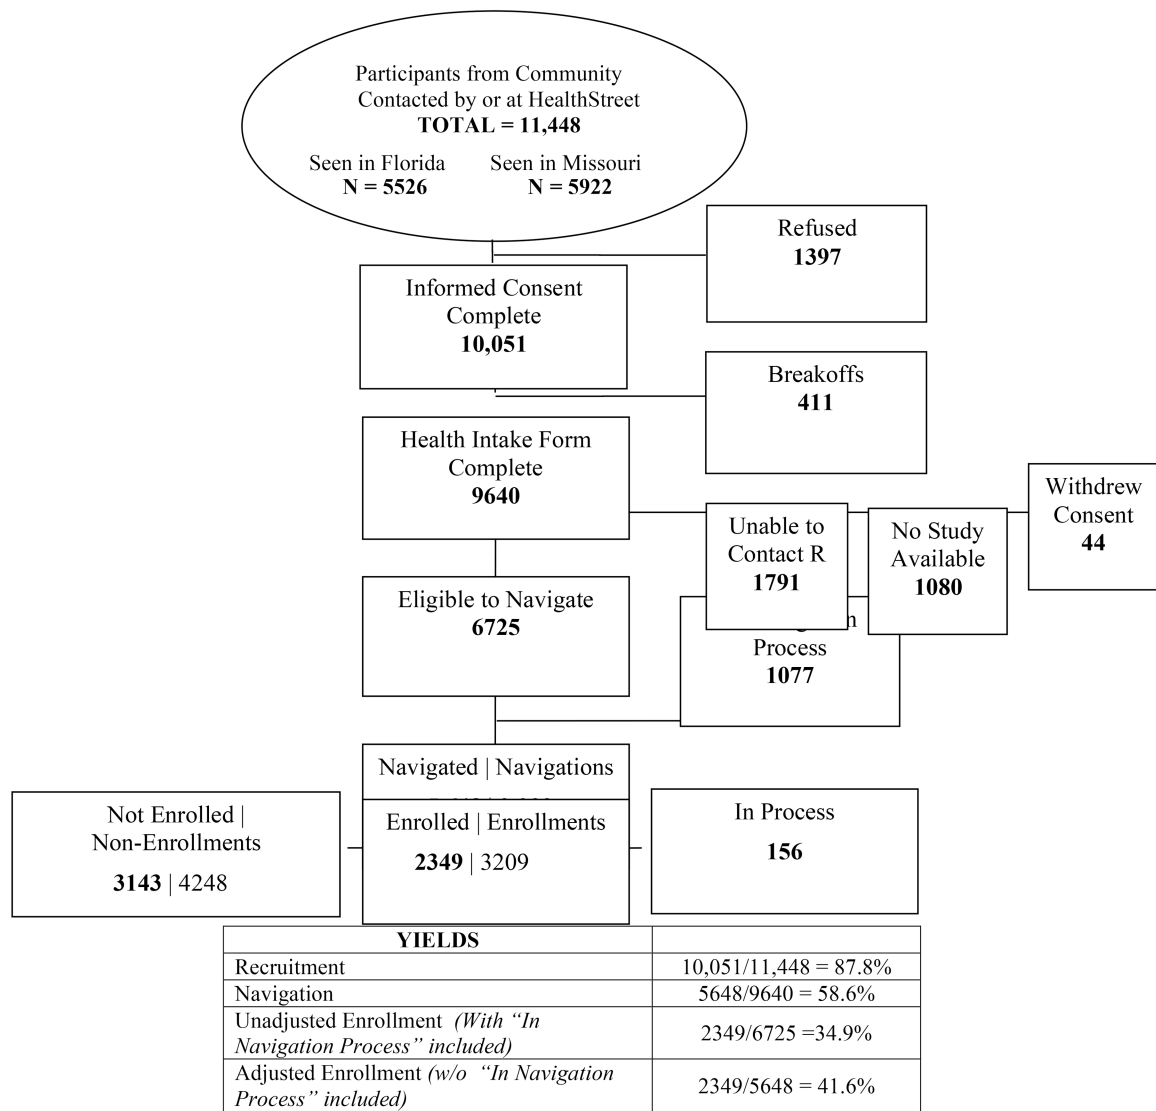 Participants from Community
Contacted by or at HealthStreet
TOTAL = 11,448
Seen in Florida
N = 5526
Seen in Missouri
N = 5922
Refused
1397
Informed Consent
Complete
10,051
Breakoffs
411
Health Intake Form
Complete
9640
Withdrew
Consent
44
Unable to
Contact R
1791
No Study
Available
1080
Eligible to Navigate
6725
Process
1077
Navigated | Navigations
Not Enrolled |
Non-Enrollments
3143 | 4248
Enrolled | Enrollments
2349 | 3209
In Process
156
YIELDS
Recruitment 10,051/11,448 = 87.8%
Navigation 5648/9640 = 58.6%
Unadjusted Enrollment (With “In
Navigation Process” included) 2349/6725 =34.9%
Adjusted Enrollment (w/o “In Navigation
Process” included) 2349/5648 = 41.6%